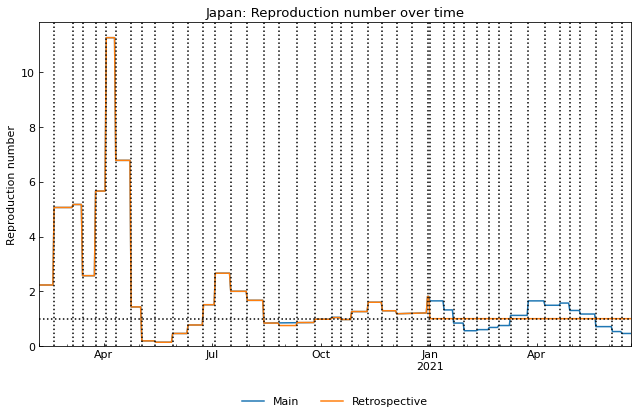 Japan: Reproduction number over time
Reproduction number
10
8
6
4
2
0
Apr
Jul
Oct
Jan
2021
Apr
Main
Retrospective